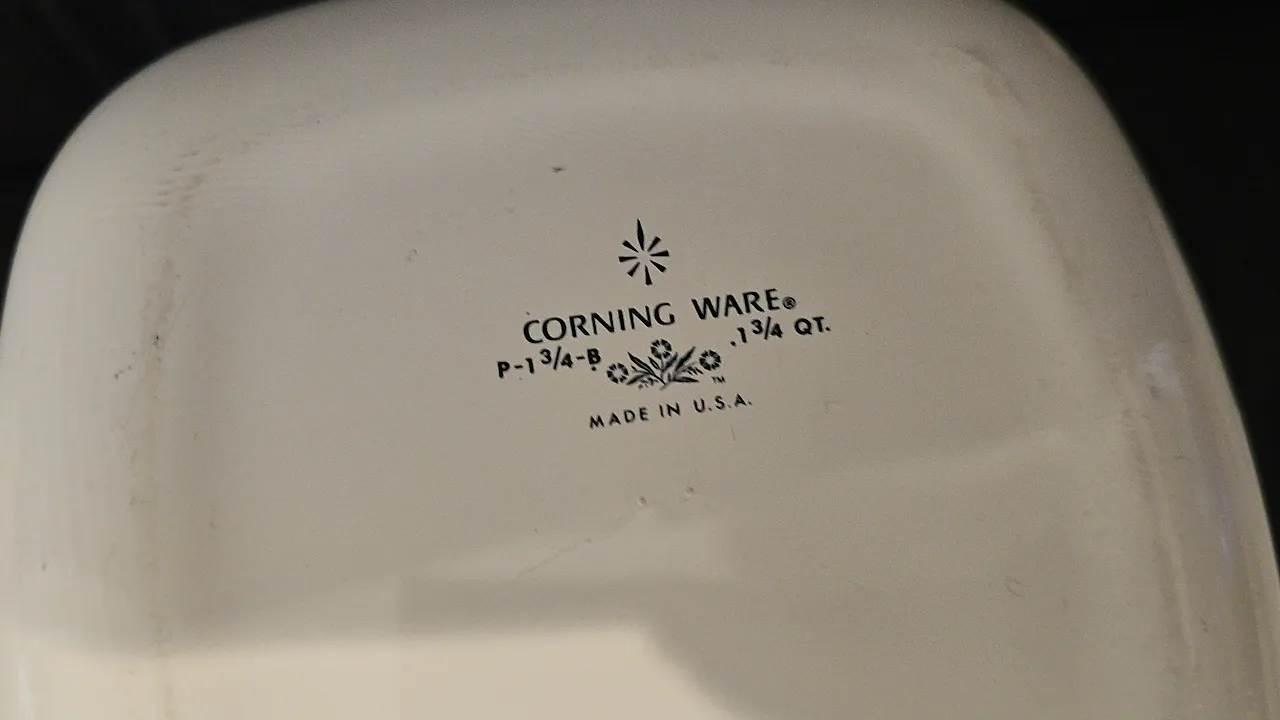 CORNING WARE®
P-1 3/4-B 1 3/4 QT.
TM
MADE IN U.S.A.